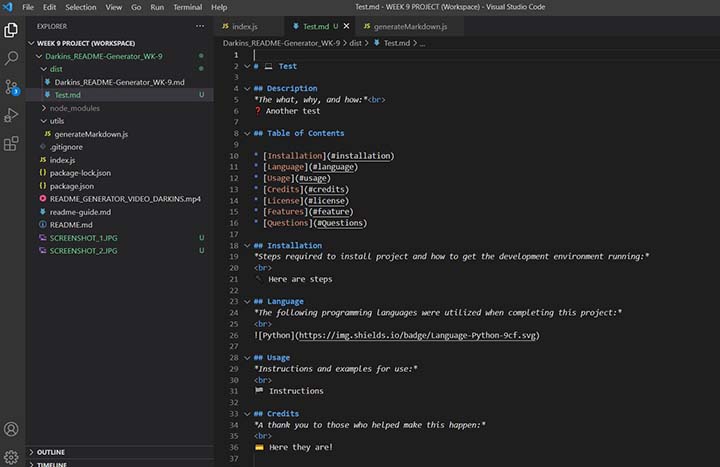 File Edit Selection View Go Run Terminal Help
Test.md - WEEK 9 PROJECT (Workspace) - Visual Studio Code
EXPLORER ...
WEEK 9 PROJECT (WORKSPACE)
Darkins_README-Generator_WK-9
dist
Darkins_README-Generator_WK-9.md
Test.md U
node_modules
utils
generateMarkdown.js
.gitignore
index.js
package-lock.json
package.json
README_GENERATOR_VIDEO_DARKINS.mp4
readme-guide.md
README.md
SCREENSHOT_1.JPG U
SCREENSHOT_2.JPG U
OUTLINE
TIMELINE
3
index.js Test.md U generateMarkdown.js
Darkins_README-Generator_WK-9 > dist > Test.md > ...
1
2 # 💻 Test
3
4 ## Description
5 *The what, why, and how:*<br>
6 ❓ Another test
7
8 ## Table of Contents
9
10 * [Installation](#installation)
11 * [Language](#language)
12 * [Usage](#usage)
13 * [Credits](#credits)
14 * [License](#license)
15 * [Features](#feature)
16 * [Questions](#Questions)
17
18 ## Installation
19 *Steps required to install project and how to get the development environment running:*
20 <br>
21 Here are steps
22
23 ## Language
24 *The following programming languages were utilized when completing this project:*
25 <br>
26 ![Python](https://img.shields.io/badge/Language-Python-9cf.svg)
27
28 ## Usage
29 *Instructions and examples for use:*
30 <br>
31 🏁 Instructions
32
33 ## Credits
34 *A thank you to those who helped make this happen:*
35 <br>
36 💳 Here they are!
37